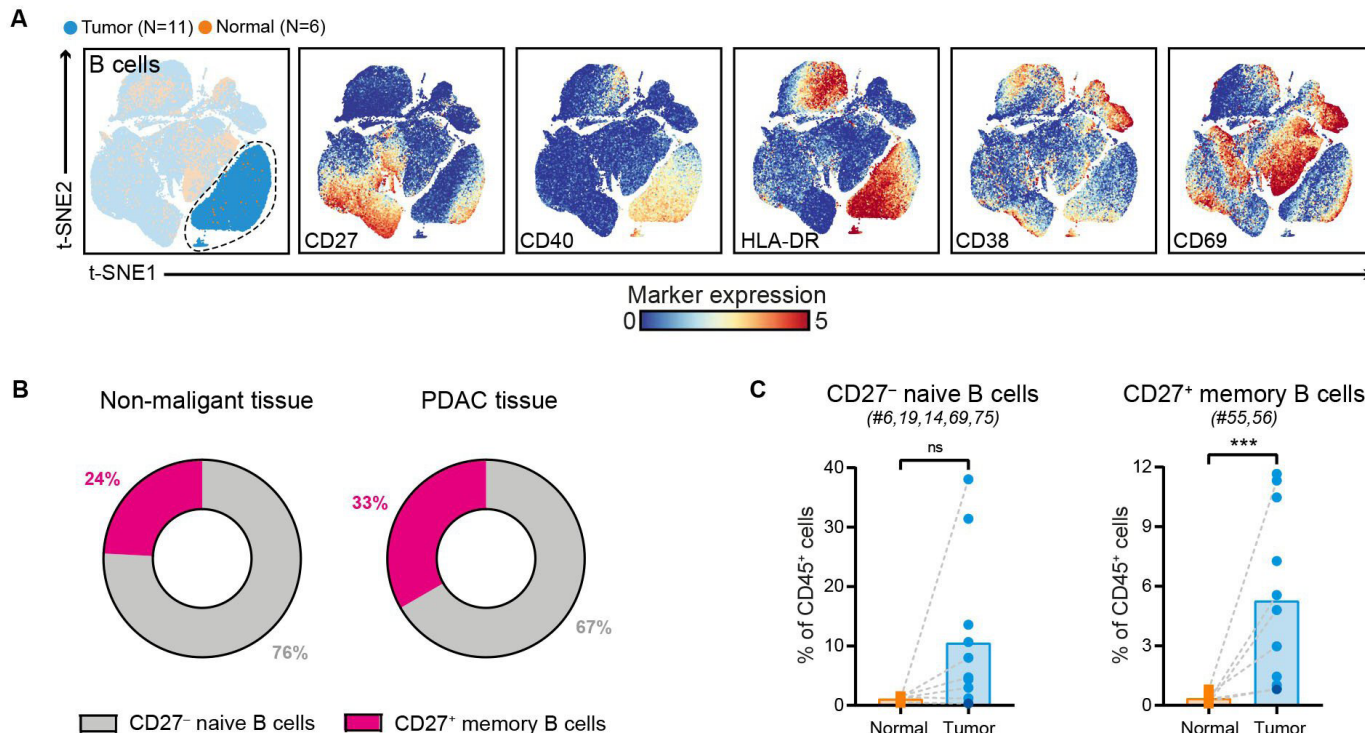 A
Tumor (N=11) Normal (N=6)
B cells
CD27
CD40
HLA-DR
CD38
CD69
t-SNE2
t-SNE1
Marker expression
0 5
B
Non-maligant tissue
PDAC tissue
24%
76%
33%
67%
CD27⁻ naive B cells
CD27⁺ memory B cells
C
CD27⁻ naive B cells
(#6,19,14,69,75)
ns
% of CD45⁺ cells
40
30
20
10
0
Normal Tumor
CD27⁺ memory B cells
(#55,56)
***
% of CD45⁺ cells
12
9
6
3
0
Normal Tumor